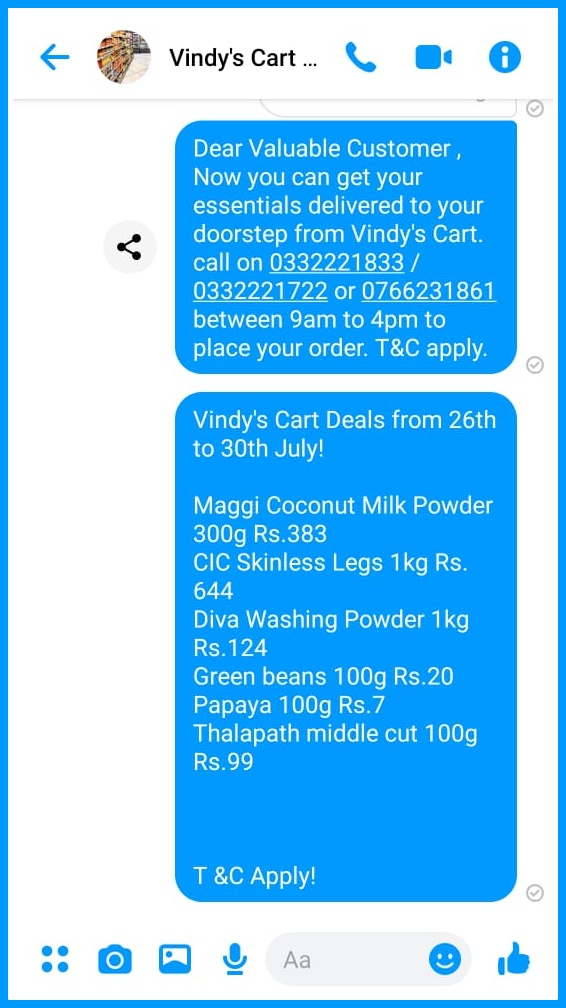 Vindy's Cart ...
Dear Valuable Customer ,
Now you can get your
essentials delivered to your
doorstep from Vindy's Cart.
call on 0332221833 /
0332221722 or 0766231861
between 9am to 4pm to
place your order. T&C apply.
Vindy's Cart Deals from 26th
to 30th July!
Maggi Coconut Milk Powder
300g Rs.383
CIC Skinless Legs 1kg Rs.
644
Diva Washing Powder 1kg
Rs.124
Green beans 100g Rs.20
Papaya 100g Rs.7
Thalapath middle cut 100g
Rs.99
T &C Apply!
Aa